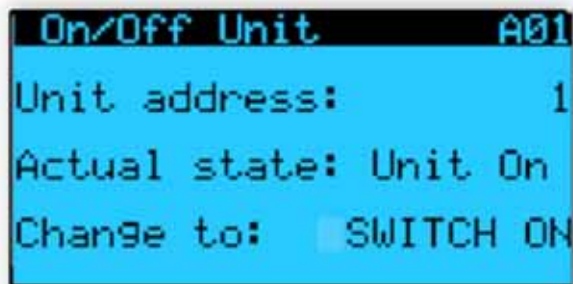 On/Off Unit A01
Unit address: 1
Actual state: Unit On
Change to: SWITCH ON